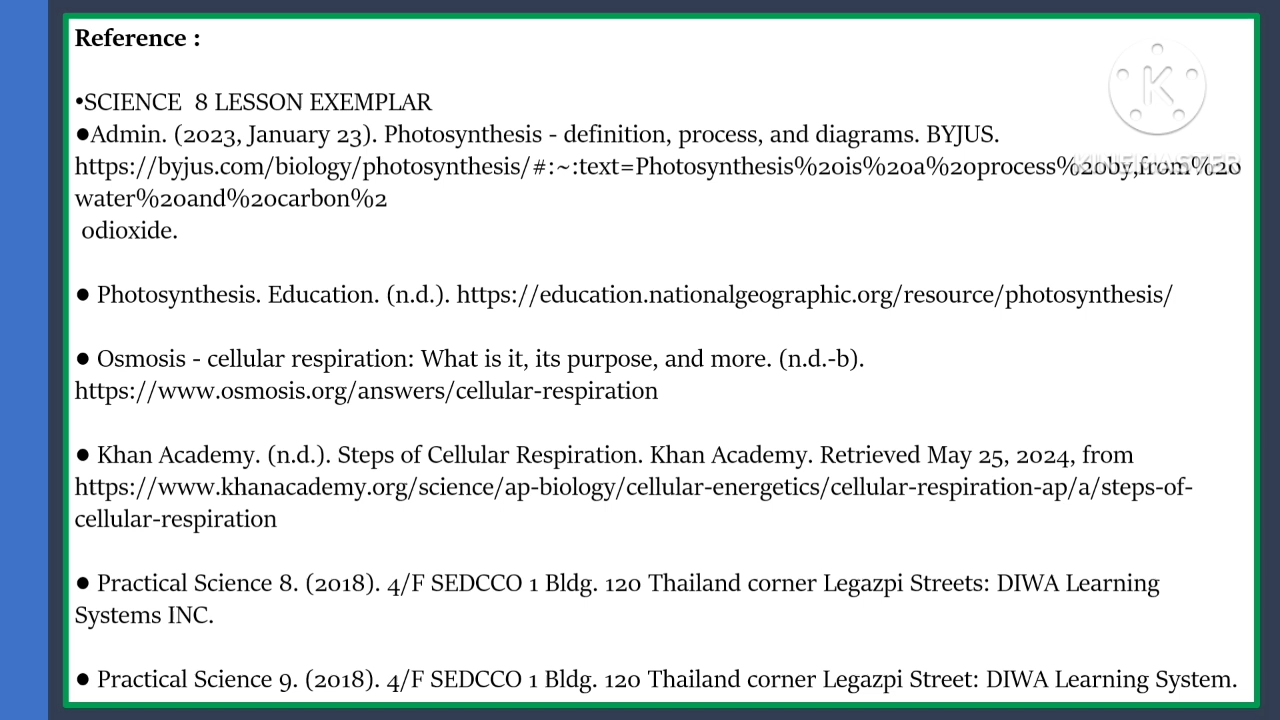 Reference :
•SCIENCE  8 LESSON EXEMPLAR
●Admin. (2023, January 23). Photosynthesis - definition, process, and diagrams. BYJUS.
https://byjus.com/biology/photosynthesis/#:~:text=Photosynthesis%20is%20a%20process%20by,from%20
water%20and%20carbon%2
odioxide.
● Photosynthesis. Education. (n.d.). https://education.nationalgeographic.org/resource/photosynthesis/
● Osmosis - cellular respiration: What is it, its purpose, and more. (n.d.-b).
https://www.osmosis.org/answers/cellular-respiration
● Khan Academy. (n.d.). Steps of Cellular Respiration. Khan Academy. Retrieved May 25, 2024, from
https://www.khanacademy.org/science/ap-biology/cellular-energetics/cellular-respiration-ap/a/steps-of-
cellular-respiration
● Practical Science 8. (2018). 4/F SEDCCO 1 Bldg. 120 Thailand corner Legazpi Streets: DIWA Learning
Systems INC.
● Practical Science 9. (2018). 4/F SEDCCO 1 Bldg. 120 Thailand corner Legazpi Street: DIWA Learning System.
K
KINEMASTER